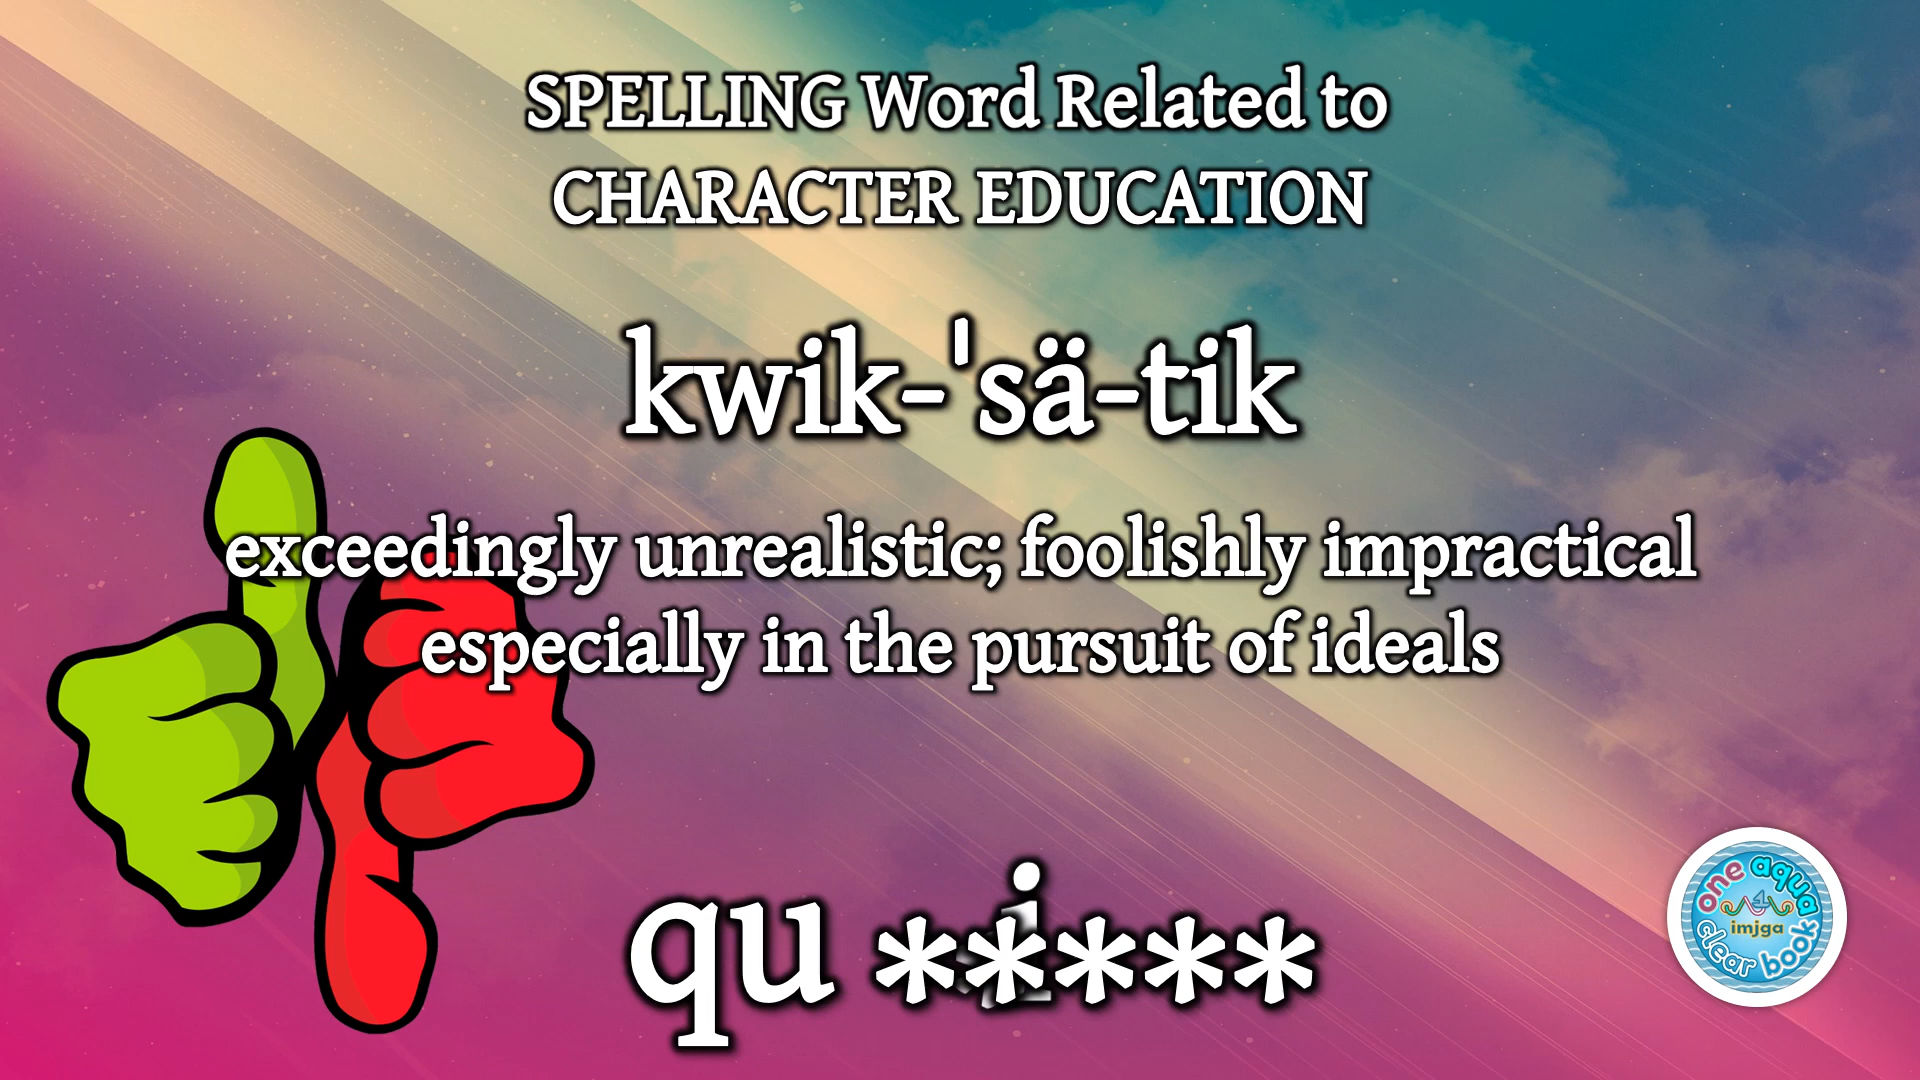 SPELLING Word Related to
CHARACTER EDUCATION
kwik-ˈsä-tik
exceedingly unrealistic; foolishly impractical
especially in the pursuit of ideals
qu i*****
one aqua
imjga
clear book